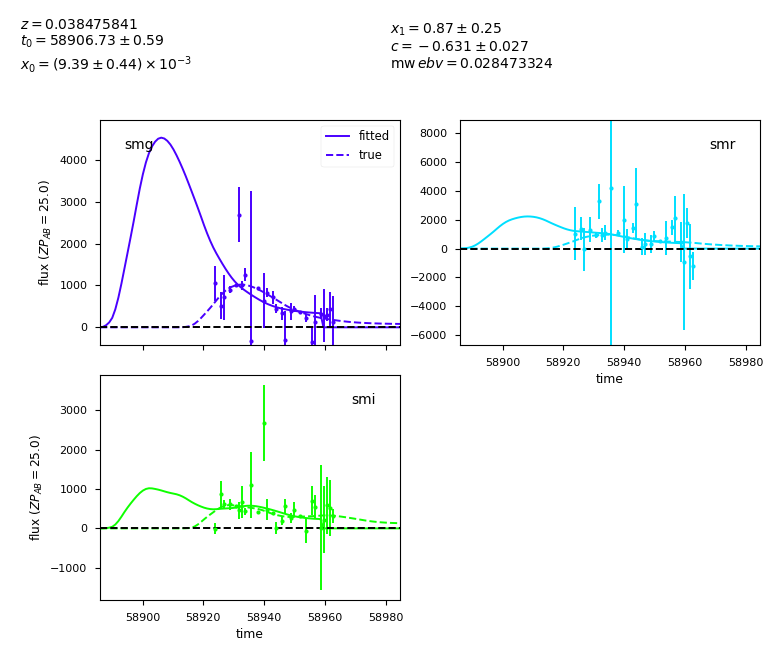 z = 0.038475841
t₀ = 58906.73 ± 0.59
x₀ = (9.39 ± 0.44) × 10⁻³
x₁ = 0.87 ± 0.25
c = −0.631 ± 0.027
mw ebv = 0.028473324
smg
fitted
true
4000
3000
2000
1000
0
flux (ZP_AB = 25.0)
smr
8000
6000
4000
2000
0
−2000
−4000
−6000
58900 58920 58940 58960 58980
time
smi
3000
2000
1000
0
−1000
flux (ZP_AB = 25.0)
58900 58920 58940 58960 58980
time